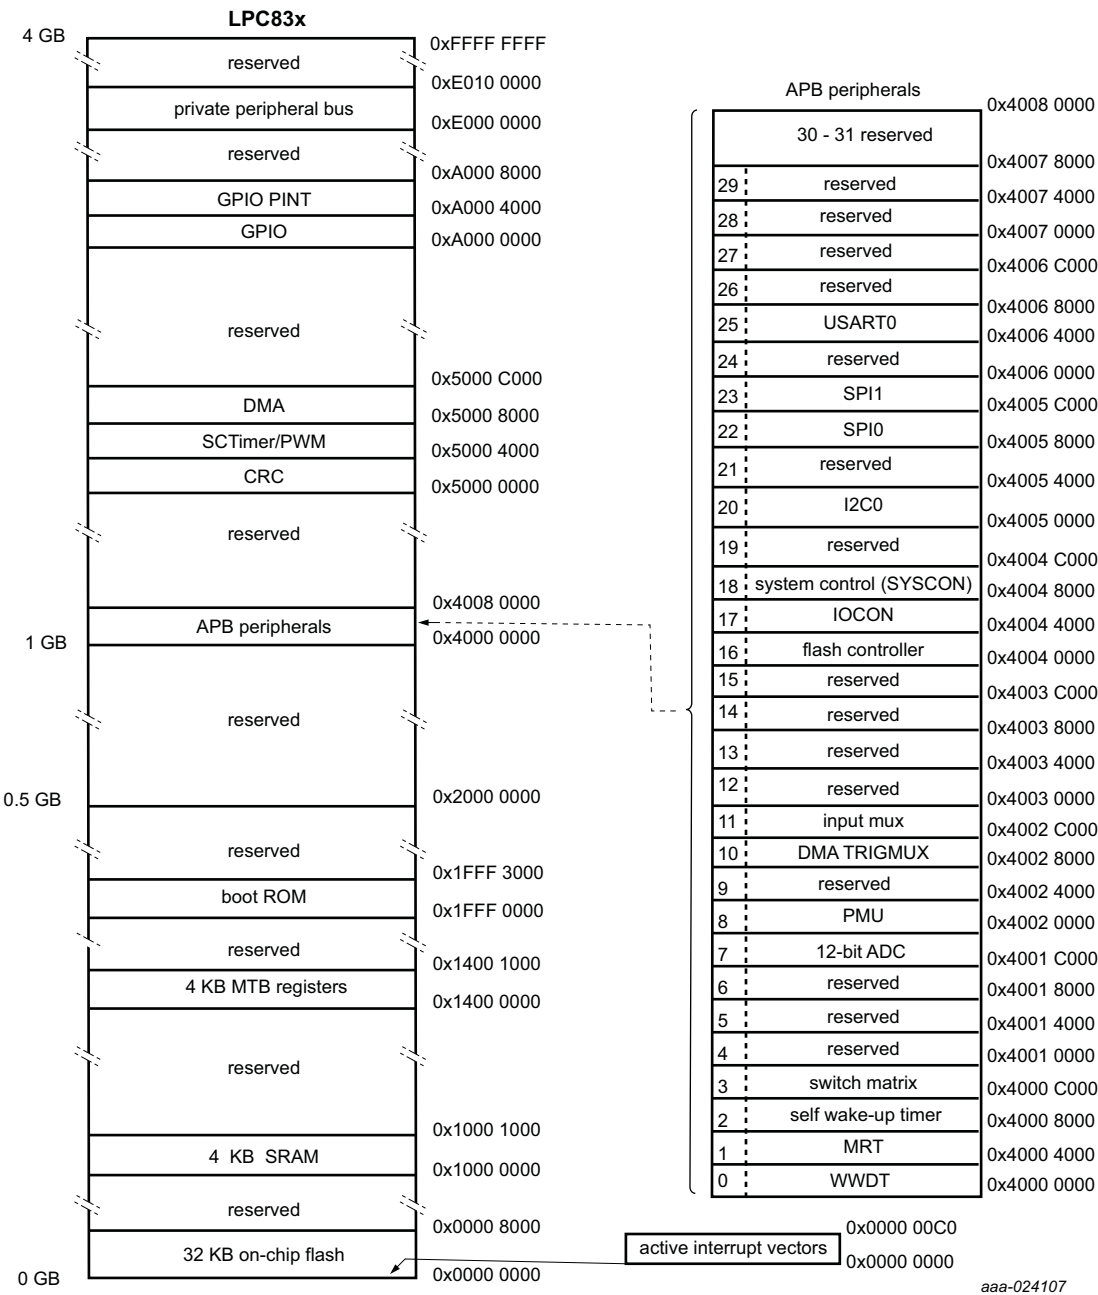 LPC83x
4 GB
0xFFFF FFFF
reserved
0xE010 0000
private peripheral bus
0xE000 0000
reserved
0xA000 8000
GPIO PINT
0xA000 4000
GPIO
0xA000 0000
reserved
0x5000 C000
DMA
0x5000 8000
SCTimer/PWM
0x5000 4000
CRC
0x5000 0000
reserved
0x4008 0000
APB peripherals
1 GB
0x4000 0000
reserved
0.5 GB
0x2000 0000
reserved
0x1FFF 3000
boot ROM
0x1FFF 0000
reserved
0x1400 1000
4 KB MTB registers
0x1400 0000
reserved
0x1000 1000
4 KB SRAM
0x1000 0000
reserved
0x0000 8000
32 KB on-chip flash
0 GB
0x0000 0000
APB peripherals
0x4008 0000
30 - 31 reserved
0x4007 8000
29 reserved
0x4007 4000
28 reserved
0x4007 0000
27 reserved
0x4006 C000
26 reserved
0x4006 8000
25 USART0
0x4006 4000
24 reserved
0x4006 0000
23 SPI1
0x4005 C000
22 SPI0
0x4005 8000
21 reserved
0x4005 4000
20 I2C0
0x4005 0000
19 reserved
0x4004 C000
18 system control (SYSCON)
0x4004 8000
17 IOCON
0x4004 4000
16 flash controller
0x4004 0000
15 reserved
0x4003 C000
14 reserved
0x4003 8000
13 reserved
0x4003 4000
12 reserved
0x4003 0000
11 input mux
0x4002 C000
10 DMA TRIGMUX
0x4002 8000
9 reserved
0x4002 4000
8 PMU
0x4002 0000
7 12-bit ADC
0x4001 C000
6 reserved
0x4001 8000
5 reserved
0x4001 4000
4 reserved
0x4001 0000
3 switch matrix
0x4000 C000
2 self wake-up timer
0x4000 8000
1 MRT
0x4000 4000
0 WWDT
0x4000 0000
0x0000 00C0
active interrupt vectors
0x0000 0000
aaa-024107